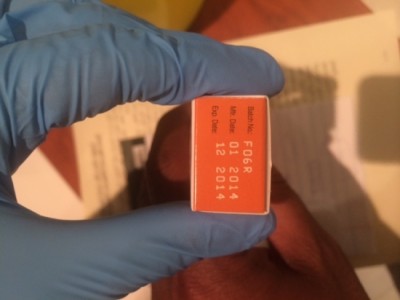 Batch No. F06R
Mfr. Date 01 2014
Exp. Date 12 2014